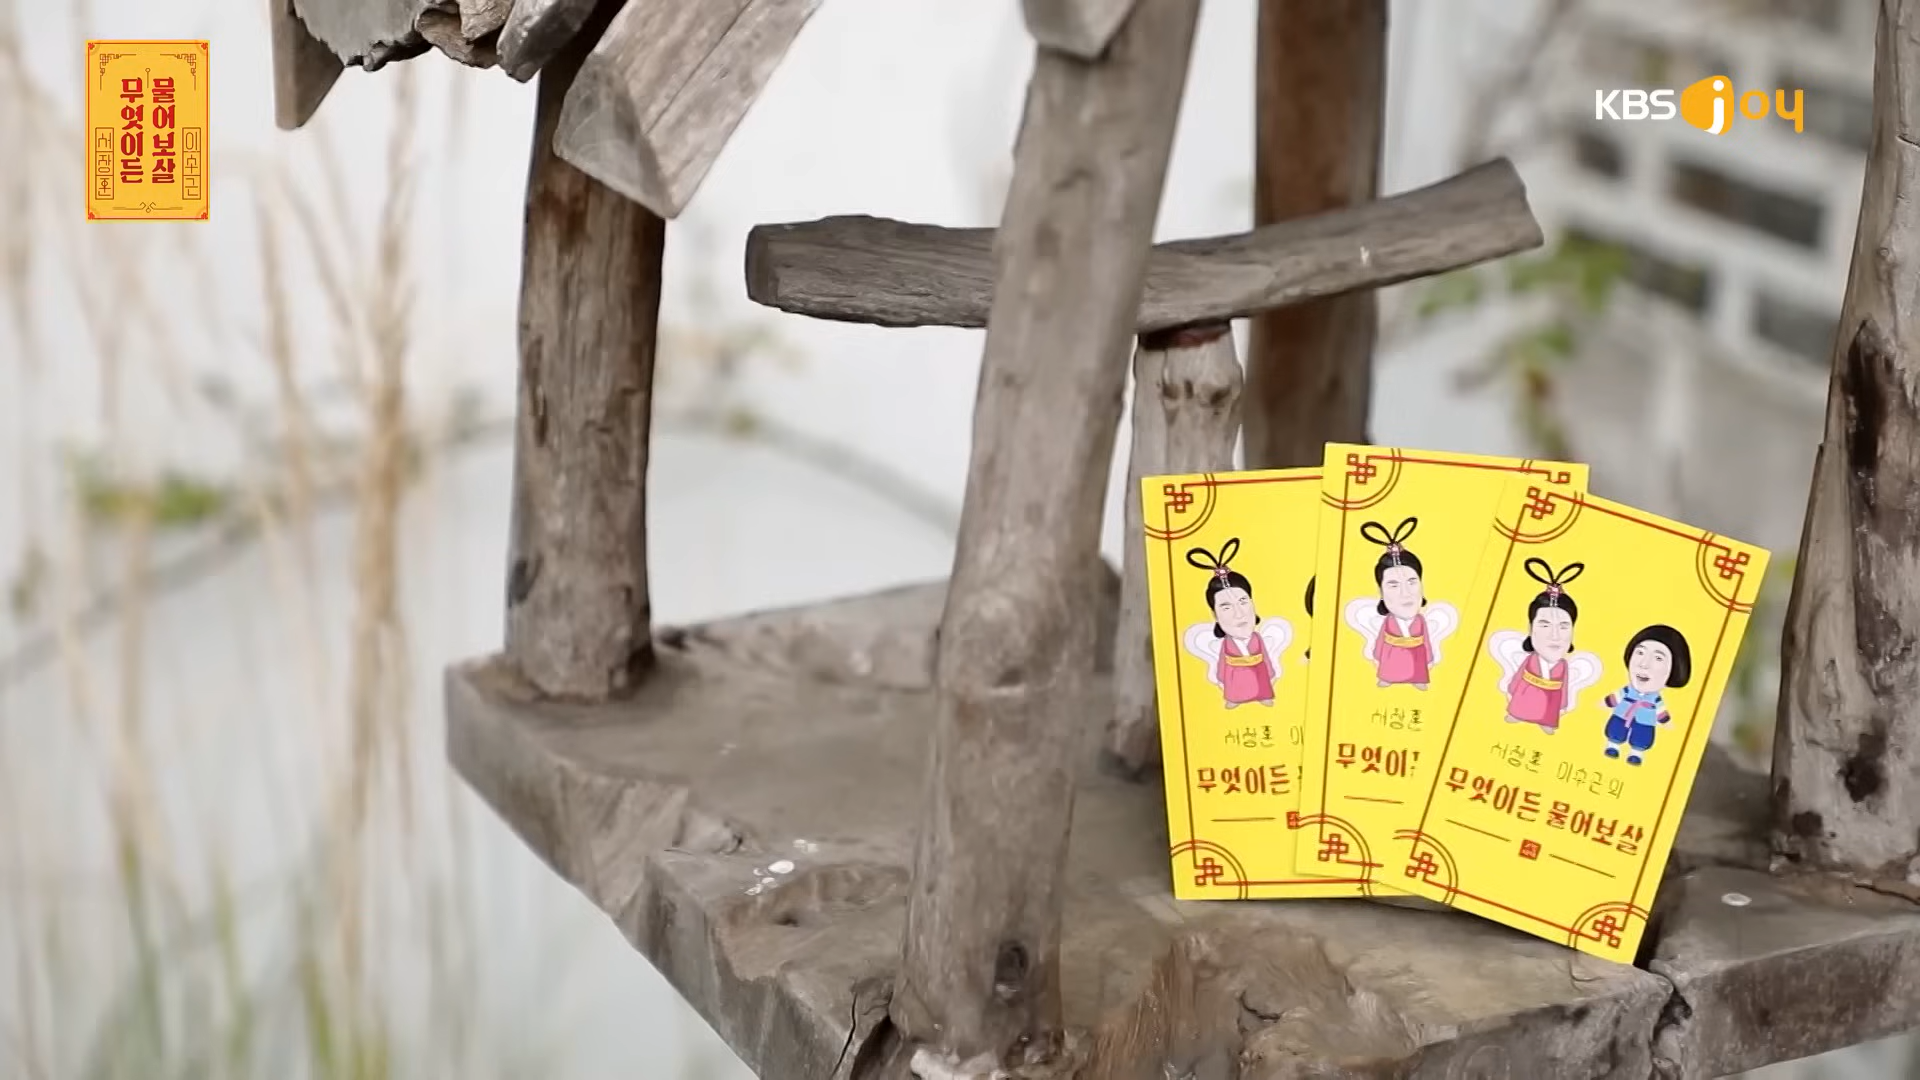 무엇이든
물어보살
서장훈
이수근
KBS joy
서장훈 이
무엇이든
서장훈
무엇이든
서장훈 이수근의
무엇이든 물어보살